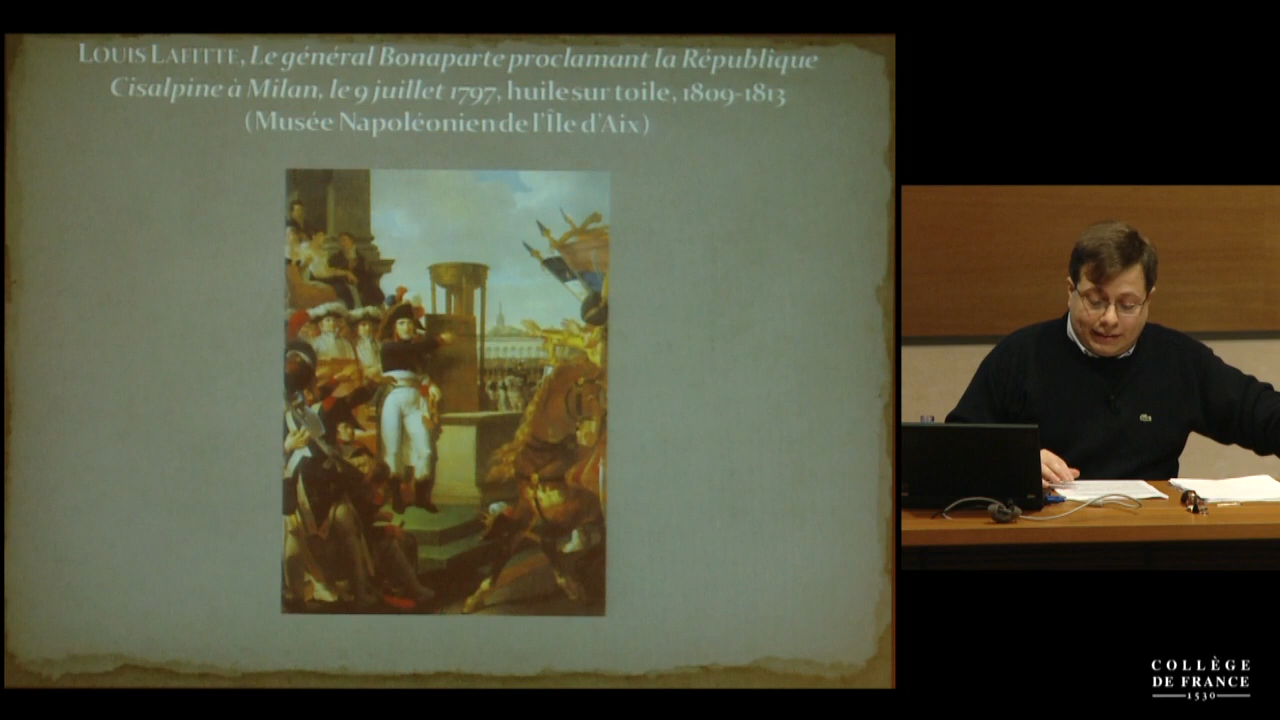 LOUIS LAFITTE, Le général Bonaparte proclamant la République
Cisalpine à Milan, le 9 juillet 1797, huile sur toile, 1809-1813
(Musée Napoléonien de l'Île d'Aix)
COLLÈGE
DE FRANCE
1530